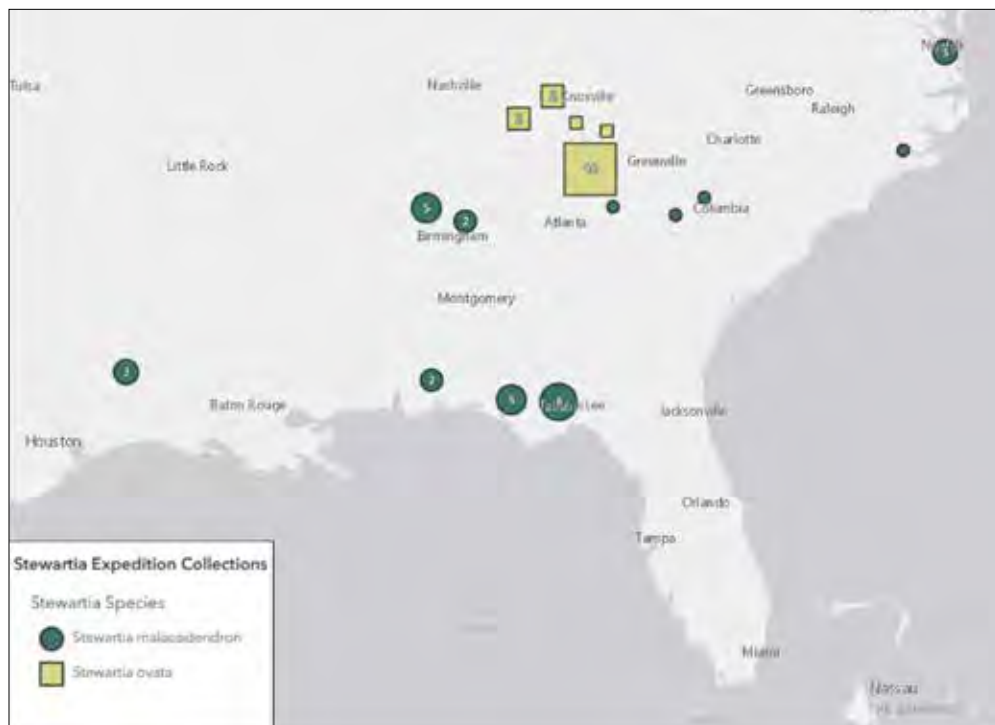 Tulsa
Nashville
Knoxville
Greensboro
Raleigh
Charlotte
Little Rock
Greenville
5
2
Columbia
Atlanta
Birmingham
Montgomery
3
2
5
8
Baton Rouge
Jacksonville
Houston
Orlando
Tampa
Stewartia Expedition Collections
Stewartia Species
Stewartia malacodendron
Stewartia ovata
Miami
Nassau